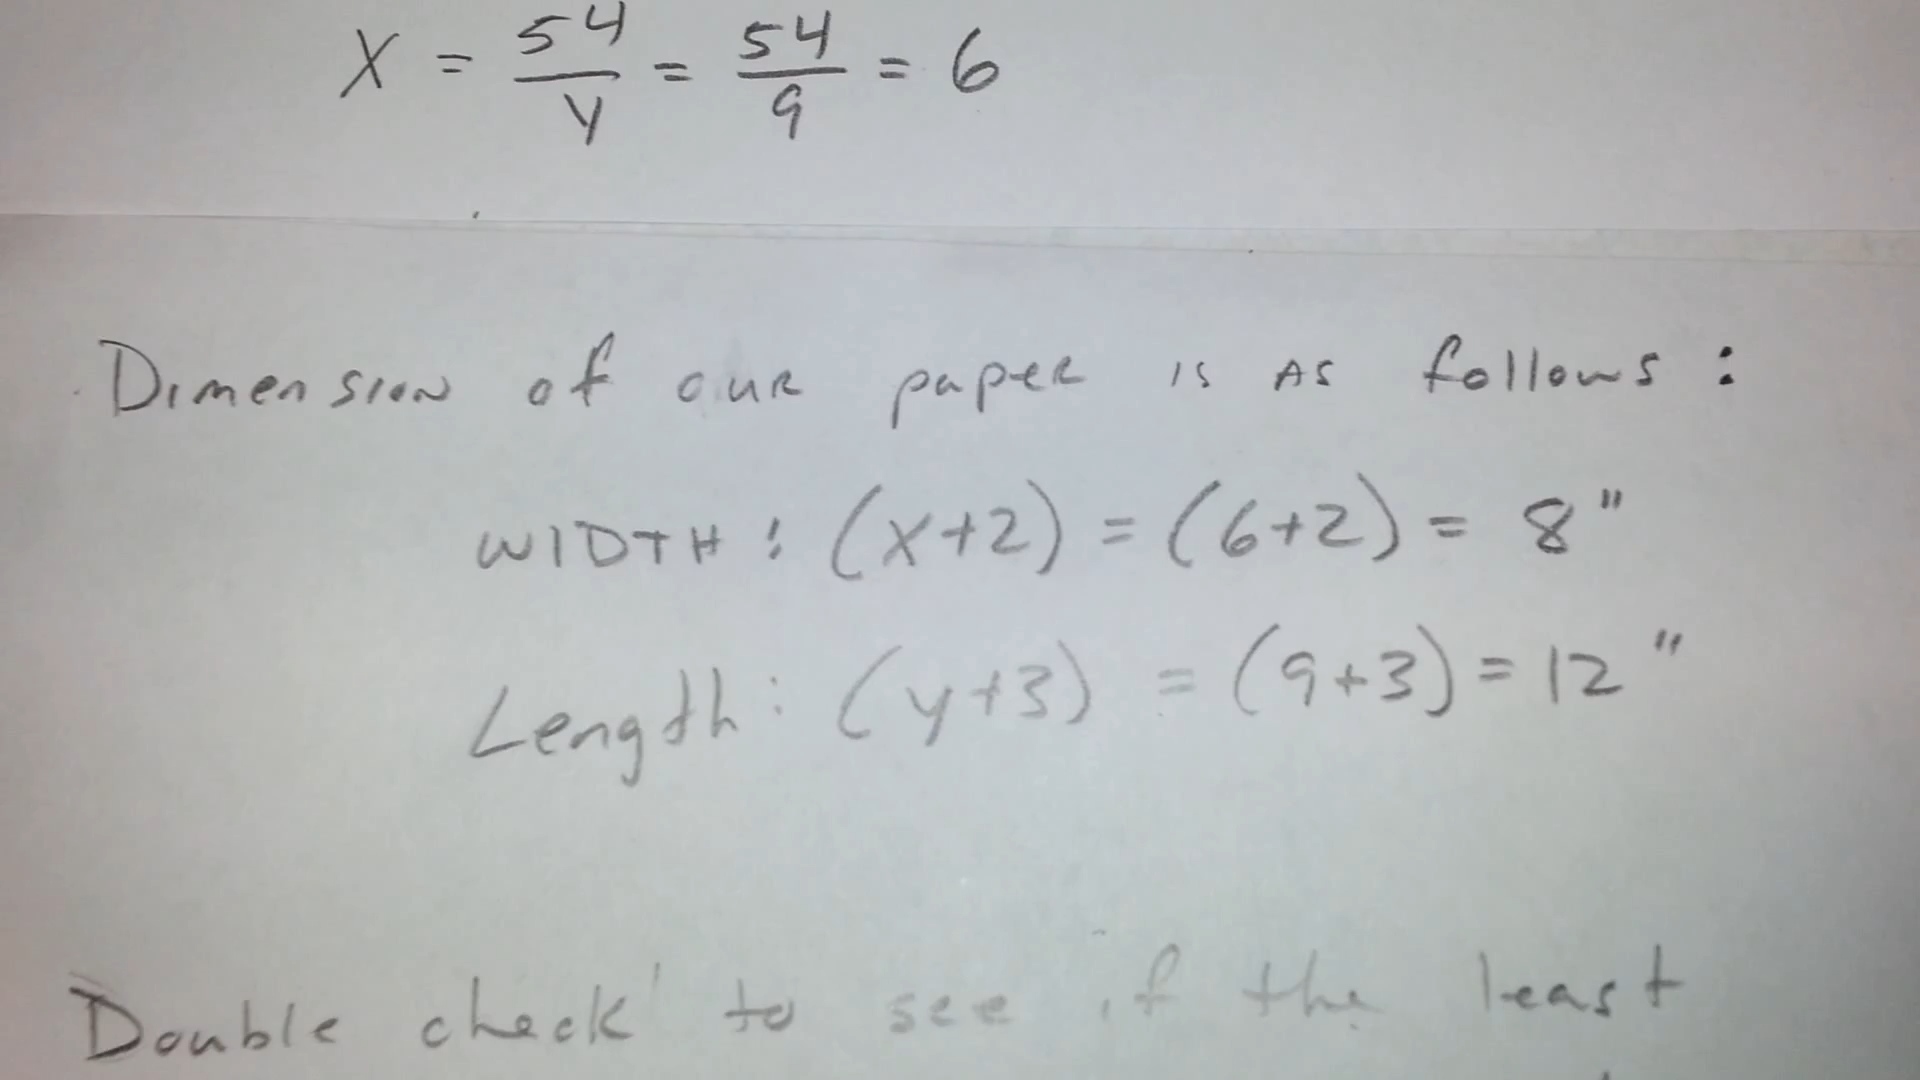 X = 54/y = 54/9 = 6
Dimension of our paper is as follows:
WIDTH: (x+2) = (6+2) = 8"
Length: (y+3) = (9+3) = 12"
Double check to see if the least